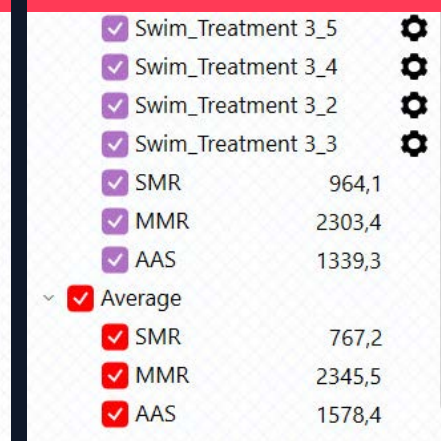 Swim_Treatment 3_5
Swim_Treatment 3_4
Swim_Treatment 3_2
Swim_Treatment 3_3
SMR 964,1
MMR 2303,4
AAS 1339,3
Average
SMR 767,2
MMR 2345,5
AAS 1578,4